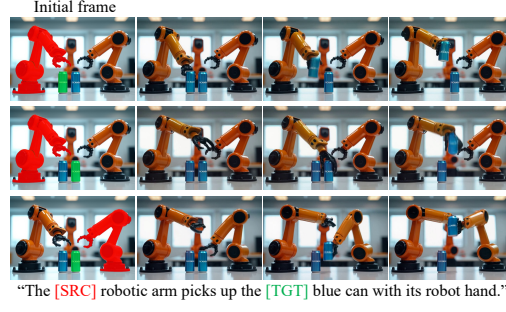 Initial frame
“The [SRC] robotic arm picks up the [TGT] blue can with its robot hand.”